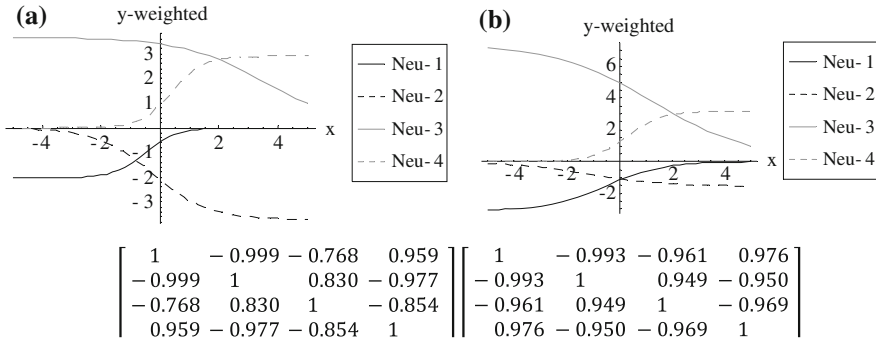 (a)
y-weighted
3
2
1
-4 -2 2 4 x
-1
-2
-3
Neu-1
Neu-2
Neu-3
Neu-4
(b)
y-weighted
6
4
2
-4 -2 2 4 x
-2
Neu-1
Neu-2
Neu-3
Neu-4
1 −0.999 −0.768 0.959
−0.999 1 0.830 −0.977
−0.768 0.830 1 −0.854
0.959 −0.977 −0.854 1
1 −0.993 −0.961 0.976
−0.993 1 0.949 −0.950
−0.961 0.949 1 −0.969
0.976 −0.950 −0.969 1